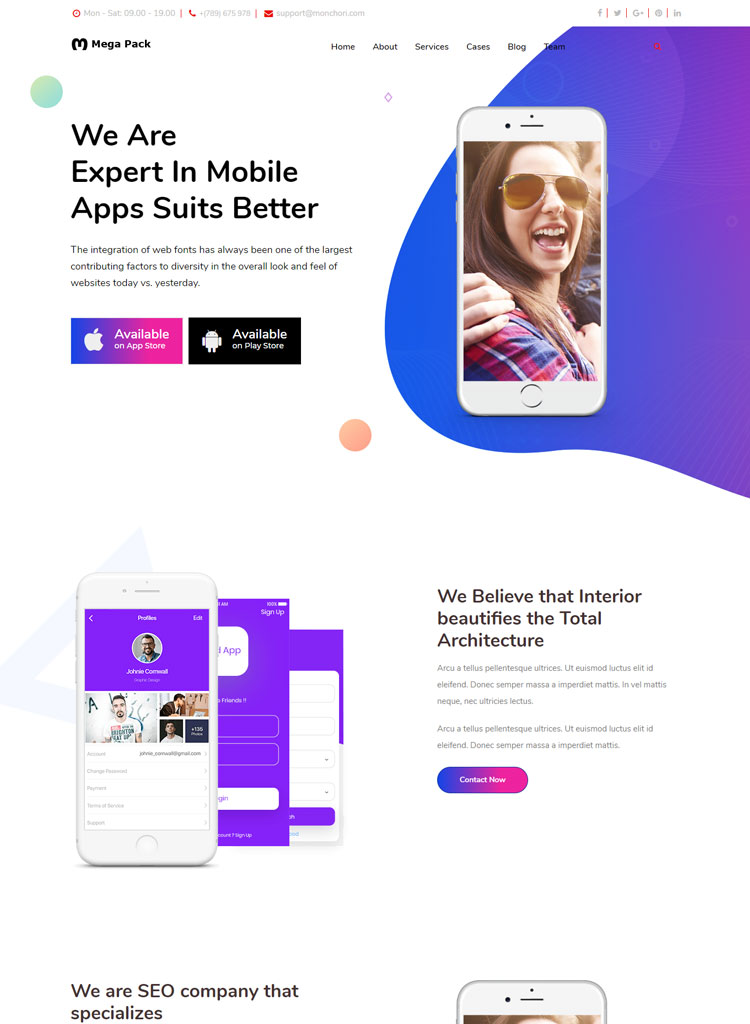 Mon - Sat: 09.00 - 19.00
+(789) 675 978
support@monchon.com
Mega Pack
Home
About
Services
Cases
Blog
Team
We Are
Expert In Mobile
Apps Suits Better
The integration of web fonts has always been one of the largest
contributing factors to diversity in the overall look and feel of
websites today vs. yesterday.
Available
on App Store
Available
on Play Store
Profiles
Edit
Johnie Cornwall
Graphic Design
+135
Photos
Account
johnie_cornwall@gmail.com
Change Password
Payment
Terms of Service
Support
AM
100%
Sign Up
App
Friends !!
ount ? Sign Up
We Believe that Interior
beautifies the Total
Architecture
Arcu a tellus pellentesque ultrices. Ut euismod luctus elit id
eleifend. Donec semper massa a imperdiet mattis. In vel mattis
neque, nec ultricies lectus.
Arcu a tellus pellentesque ultrices. Ut euismod luctus elit id
eleifend. Donec semper massa a imperdiet mattis.
Contact Now
We are SEO company that
specializes